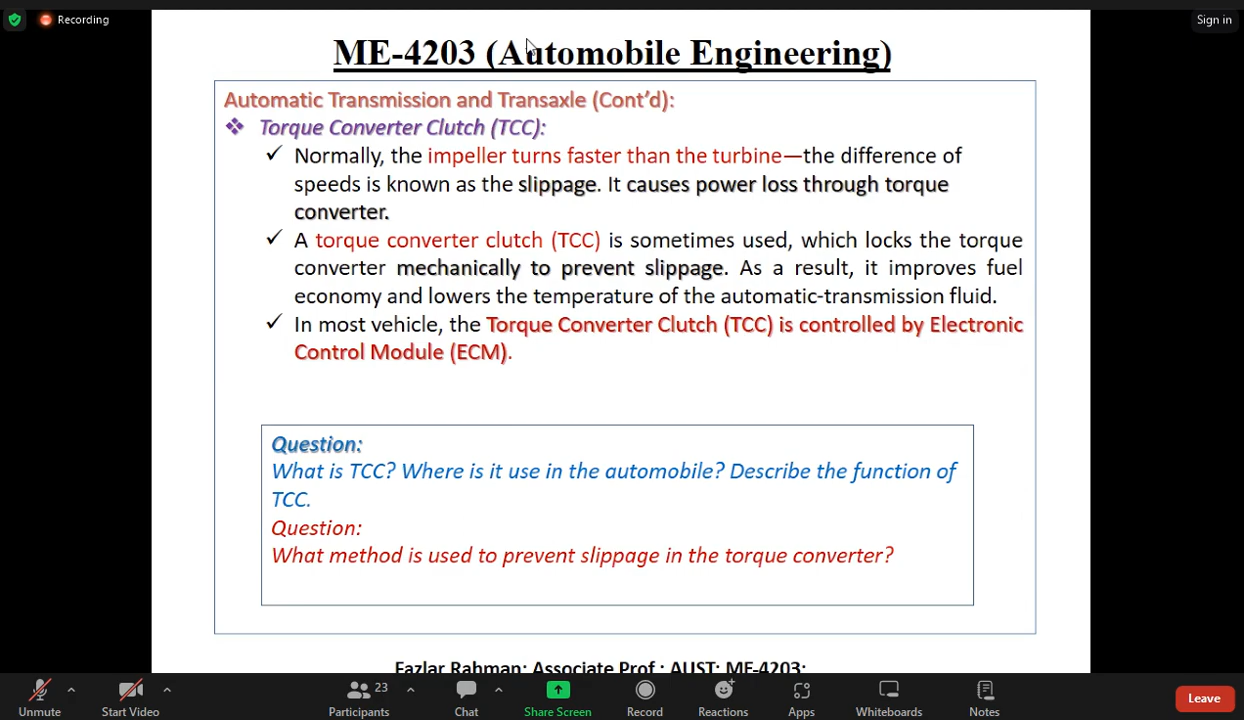 Recording
Sign in
ME-4203 (Automobile Engineering)
Automatic Transmission and Transaxle (Cont'd):
❖ Torque Converter Clutch (TCC):
✓ Normally, the impeller turns faster than the turbine—the difference of
speeds is known as the slippage. It causes power loss through torque
converter.
✓ A torque converter clutch (TCC) is sometimes used, which locks the torque
converter mechanically to prevent slippage. As a result, it improves fuel
economy and lowers the temperature of the automatic-transmission fluid.
✓ In most vehicle, the Torque Converter Clutch (TCC) is controlled by Electronic
Control Module (ECM).
Question:
What is TCC? Where is it use in the automobile? Describe the function of
TCC.
Question:
What method is used to prevent slippage in the torque converter?
Fazlar Rahman; Associate Prof.; AUST; ME-4203;
23
Unmute
Start Video
Participants
Chat
Share Screen
Record
Reactions
Apps
Whiteboards
Notes
Leave